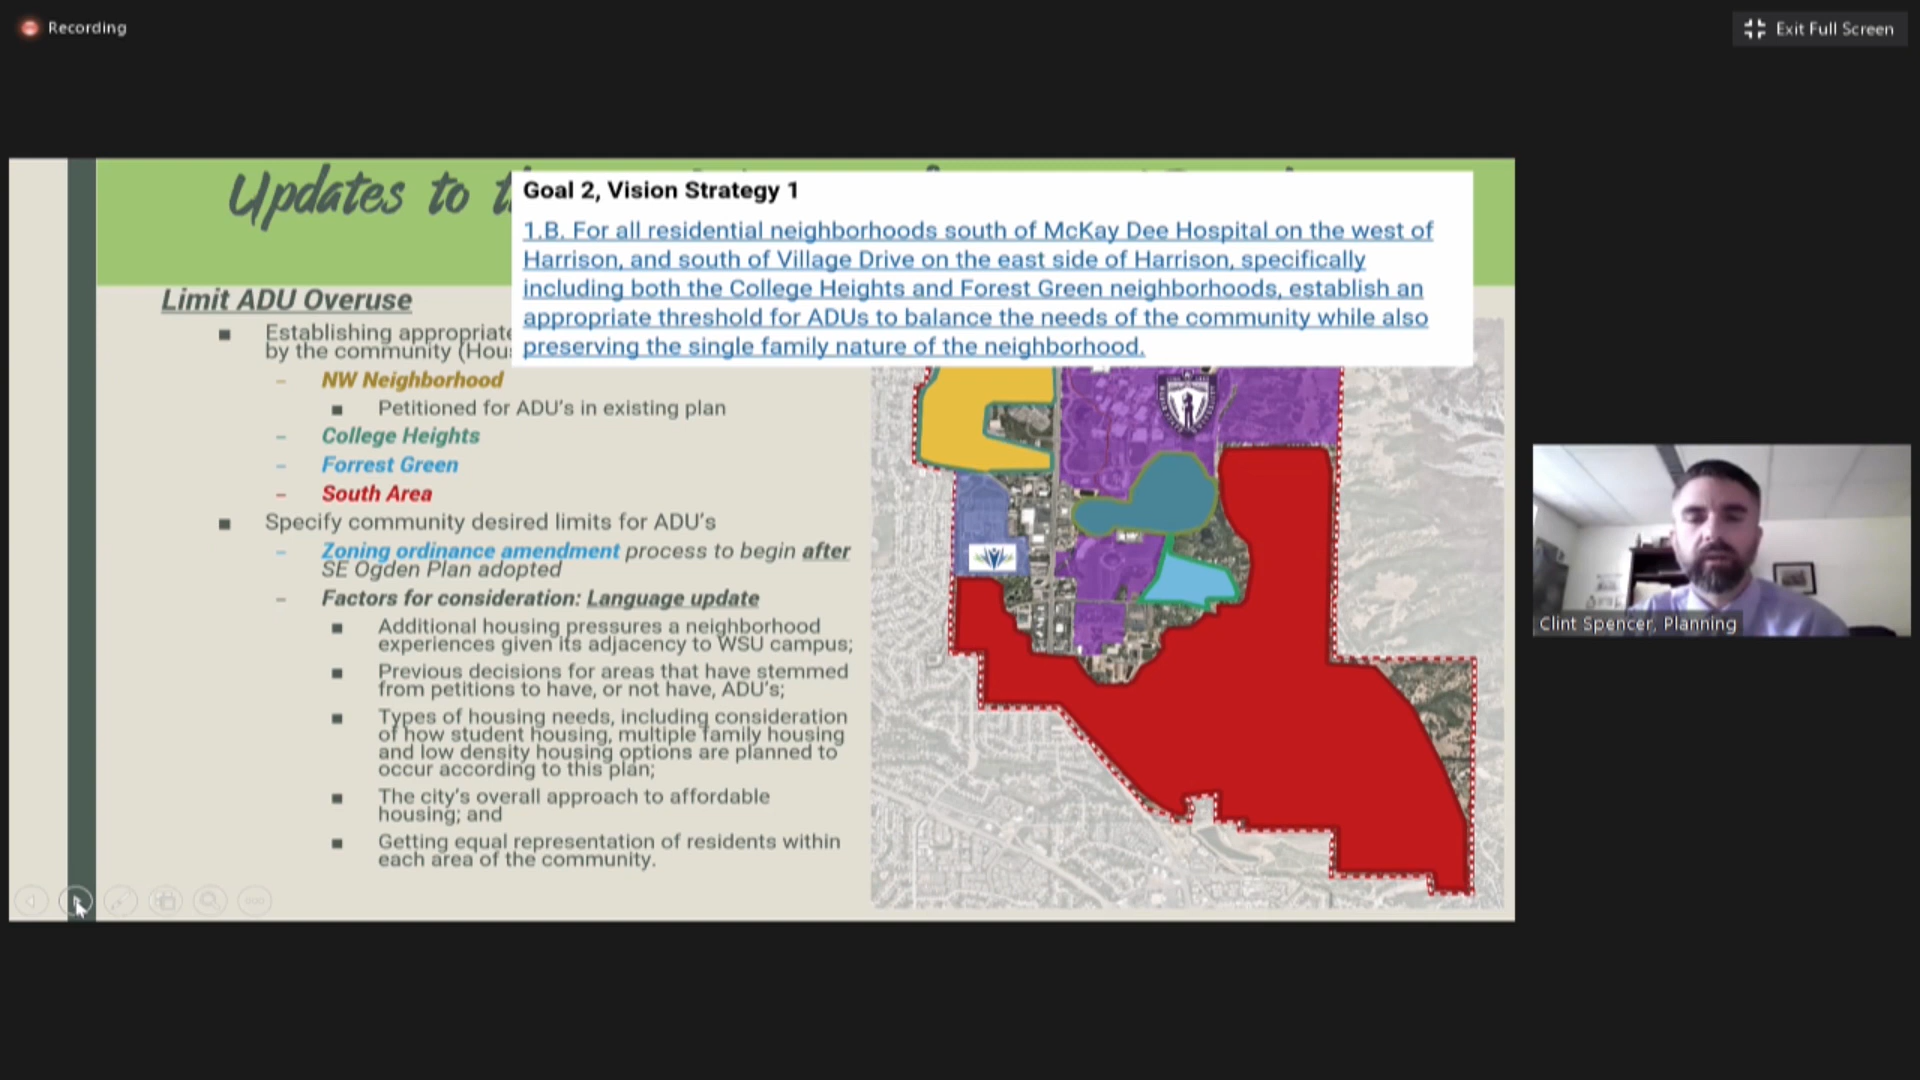 Recording
Exit Full Screen
Updates to
Goal 2, Vision Strategy 1
1.B. For all residential neighborhoods south of McKay Dee Hospital on the west of
Harrison, and south of Village Drive on the east side of Harrison, specifically
including both the College Heights and Forest Green neighborhoods, establish an
appropriate threshold for ADUs to balance the needs of the community while also
preserving the single family nature of the neighborhood.
Limit ADU Overuse
Establishing appropriate
by the community
NW Neighborhood
Petitioned for ADU's in existing plan
College Heights
Forrest Green
South Area
Specify community desired limits for ADU's
Zoning ordinance amendment process to begin after
SE Ogden Plan adopted
Factors for consideration: Language update
Additional housing pressures a neighborhood
experiences given its adjacency to WSU campus;
Previous decisions for areas that have stemmed
from petitions to have, or not have, ADU's;
Types of housing needs, including consideration
of how student housing, multiple family housing
and low density housing options are planned to
occur according to this plan;
The city's overall approach to affordable
housing; and
Getting equal representation of residents within
each area of the community.
Clint Spencer, Planning